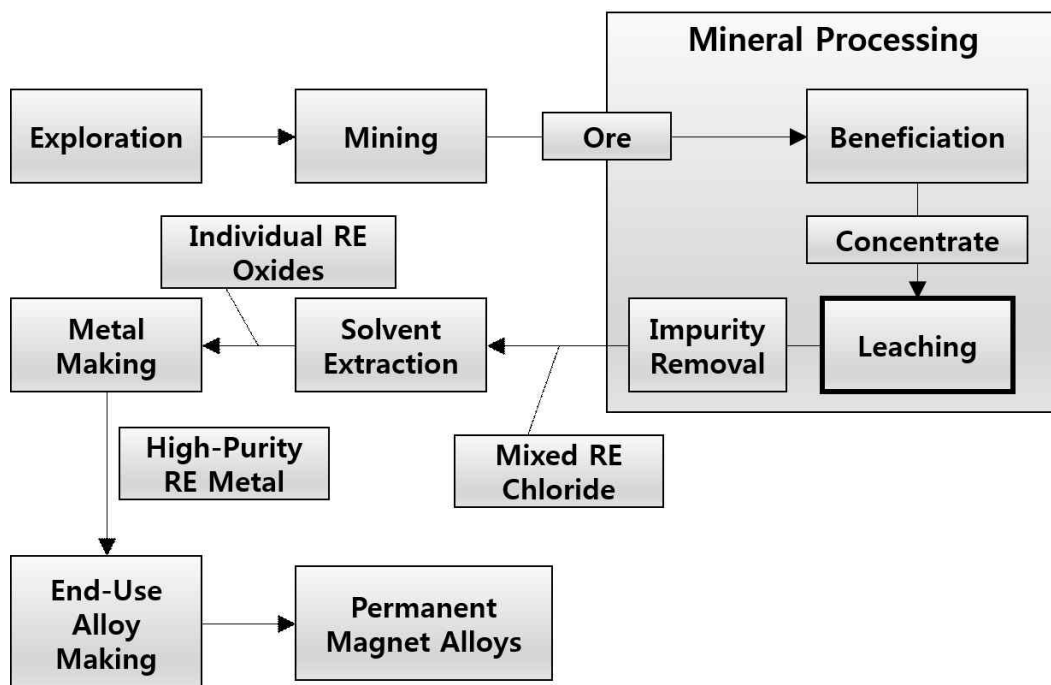 Mineral Processing
Exploration
Mining
Ore
Beneficiation
Concentrate
Individual RE
Oxides
Metal
Making
Solvent
Extraction
Impurity
Removal
Leaching
High-Purity
RE Metal
Mixed RE
Chloride
End-Use
Alloy
Making
Permanent
Magnet Alloys